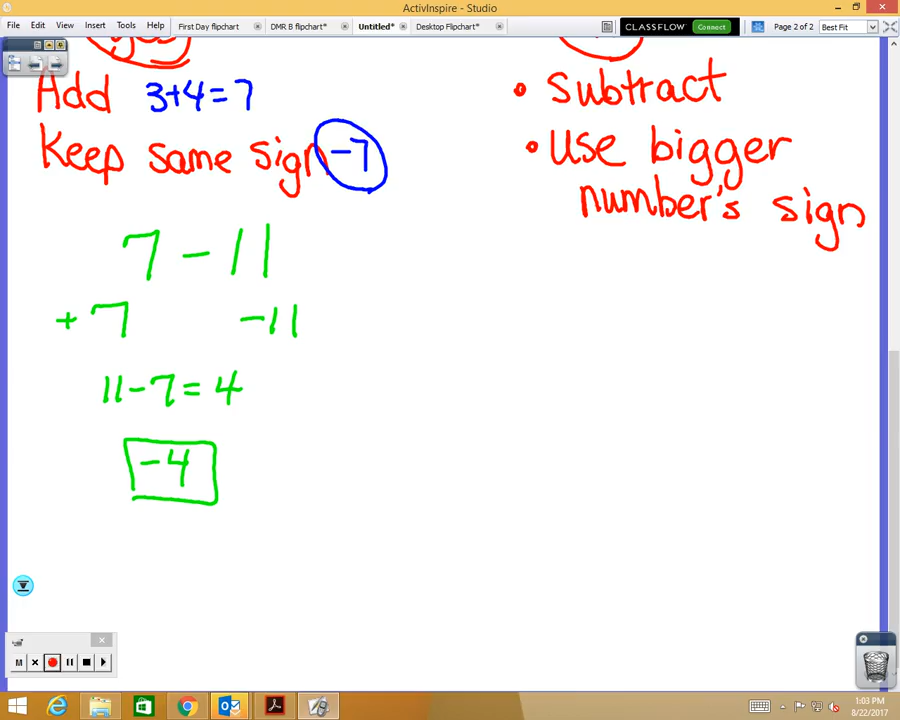 ActivInspire - Studio
File Edit View Insert Tools Help
First Day flipchart
DMR B flipchart*
Untitled*
Desktop Flipchart*
CLASSFLOW Connect
Page 2 of 2
Best Fit
Add 3+4=7
Keep same sign -7
7 - 11
+7 -11
11-7=4
-4
• Subtract
• Use bigger
number's sign
M
1:03 PM
8/22/2017